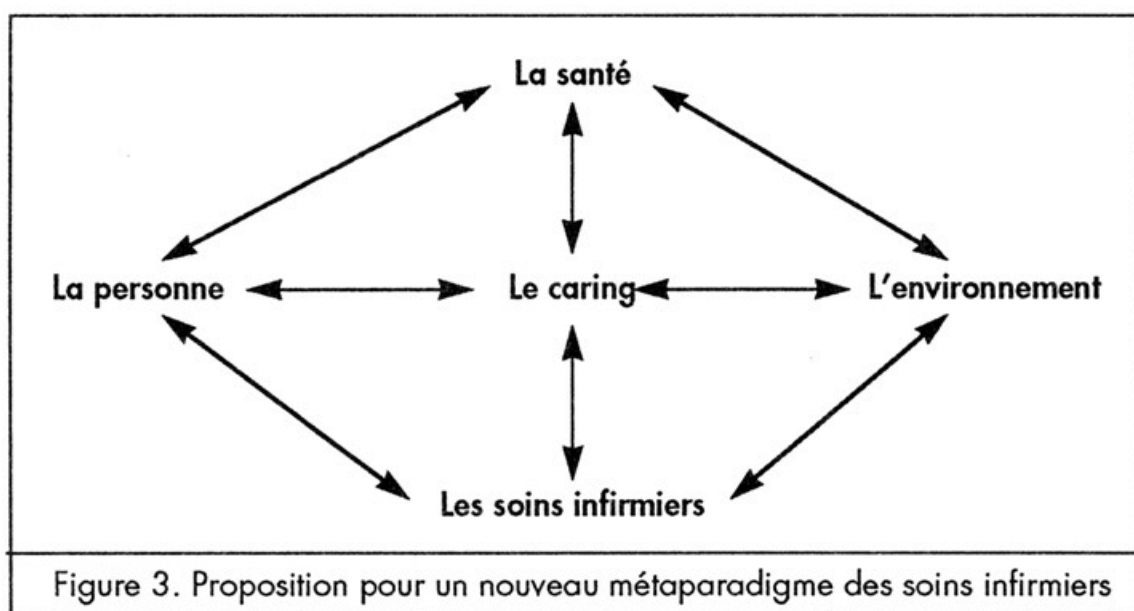 La santé
La personne Le caring L'environnement
Les soins infirmiers
Figure 3. Proposition pour un nouveau métaparadigme des soins infirmiers